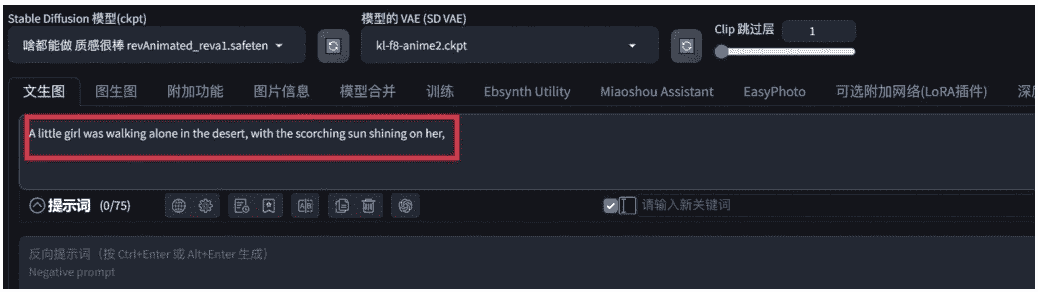 Stable Diffusion 模型(ckpt)
模型的 VAE (SD VAE)
Clip 跳过层
1
啥都能做 质感很棒 revAnimated_reva1.safeten
kl-f8-anime2.ckpt
文生图 图生图 附加功能 图片信息 模型合并 训练 Ebsynth Utility Miaoshou Assistant EasyPhoto 可选附加网络(LoRA插件) 深
A little girl was walking alone in the desert, with the scorching sun shining on her,
提示词 (0/75)
请输入新关键词
反向提示词（按 Ctrl+Enter 或 Alt+Enter 生成）
Negative prompt